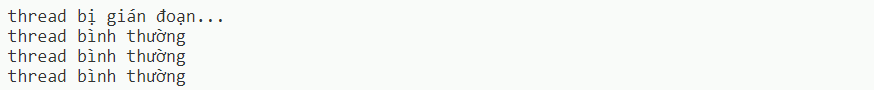 thread bị gián đoạn...
thread bình thường
thread bình thường
thread bình thường